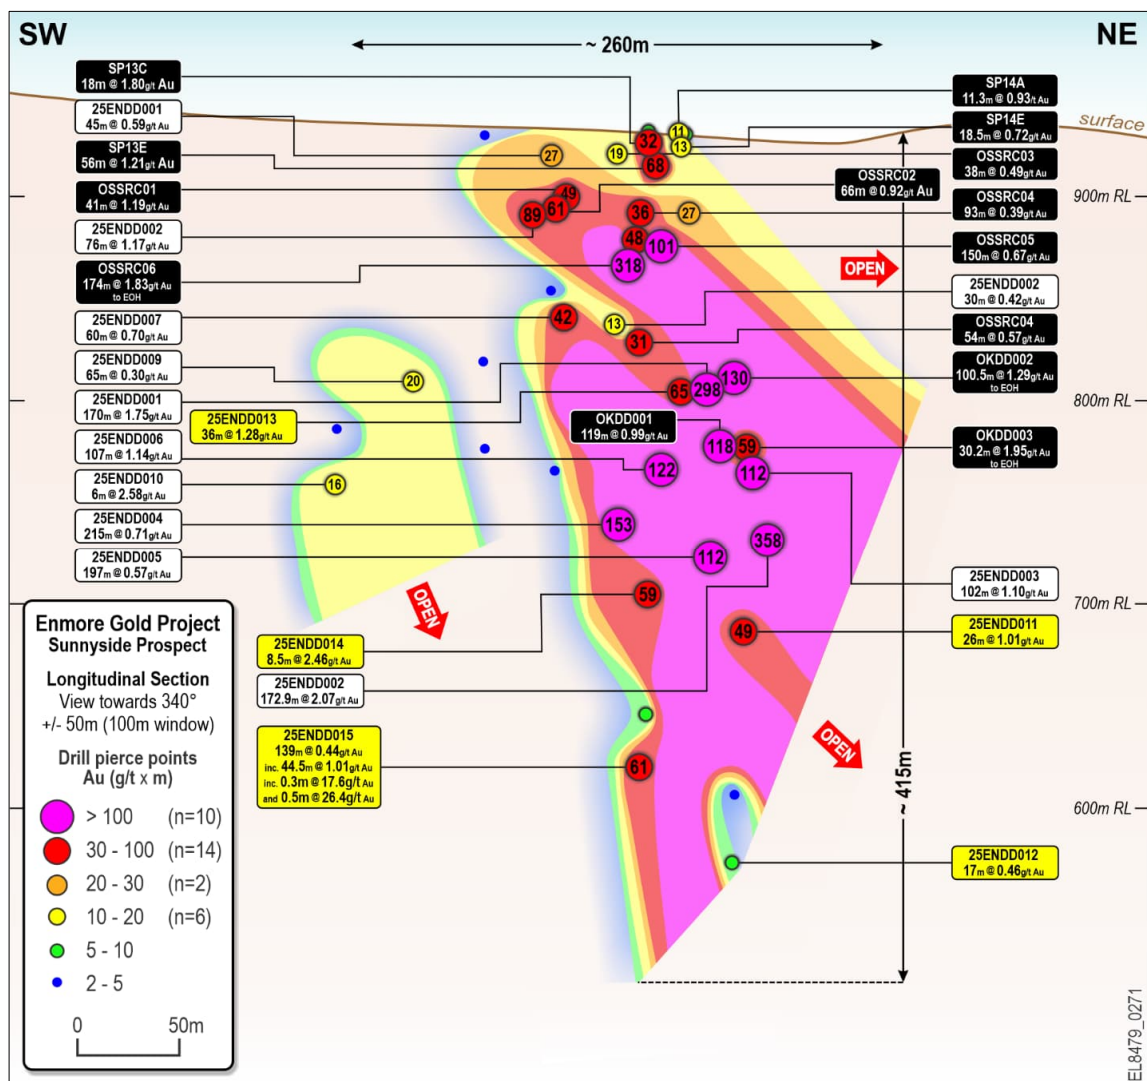 SW
NE
~ 260m
SP13C
18m @ 1.80g/t Au
25ENDD001
45m @ 0.59g/t Au
SP13E
56m @ 1.21g/t Au
OSSRC01
41m @ 1.19g/t Au
25ENDD002
76m @ 1.17g/t Au
OSSRC06
174m @ 1.83g/t Au
to EOH
25ENDD007
60m @ 0.70g/t Au
25ENDD009
65m @ 0.30g/t Au
25ENDD001
170m @ 1.75g/t Au
25ENDD013
36m @ 1.28g/t Au
25ENDD006
107m @ 1.14g/t Au
25ENDD010
6m @ 2.58g/t Au
25ENDD004
215m @ 0.71g/t Au
25ENDD005
197m @ 0.57g/t Au
25ENDD014
8.5m @ 2.46g/t Au
25ENDD002
172.9m @ 2.07g/t Au
25ENDD015
139m @ 0.44g/t Au
inc. 44.5m @ 1.01g/t Au
inc. 0.3m @ 17.6g/t Au
and 0.5m @ 26.4g/t Au
SP14A
11.3m @ 0.93/t Au
SP14E
18.5m @ 0.72g/t Au
OSSRC03
38m @ 0.49g/t Au
OSSRC02
66m @ 0.92g/t Au
OSSRC04
93m @ 0.39g/t Au
OSSRC05
150m @ 0.67g/t Au
25ENDD002
30m @ 0.42g/t Au
OSSRC04
54m @ 0.57g/t Au
OKDD002
100.5m @ 1.29g/t Au
to EOH
OKDD001
119m @ 0.99g/t Au
OKDD003
30.2m @ 1.95g/t Au
to EOH
25ENDD003
102m @ 1.10g/t Au
25ENDD011
26m @ 1.01g/t Au
25ENDD012
17m @ 0.46g/t Au
surface
900m RL
800m RL
700m RL
600m RL
OPEN
OPEN
OPEN
~ 415m
11
32
13
19
27
68
49
61
89
36
27
48
101
318
42
13
31
20
65
298
130
118
59
122
112
16
153
358
112
59
49
61
Enmore Gold Project
Sunnyside Prospect
Longitudinal Section
View towards 340°
+/- 50m (100m window)
Drill pierce points
Au (g/t x m)
> 100 (n=10)
30 - 100 (n=14)
20 - 30 (n=2)
10 - 20 (n=6)
5 - 10
2 - 5
0 50m
EL8479_0271